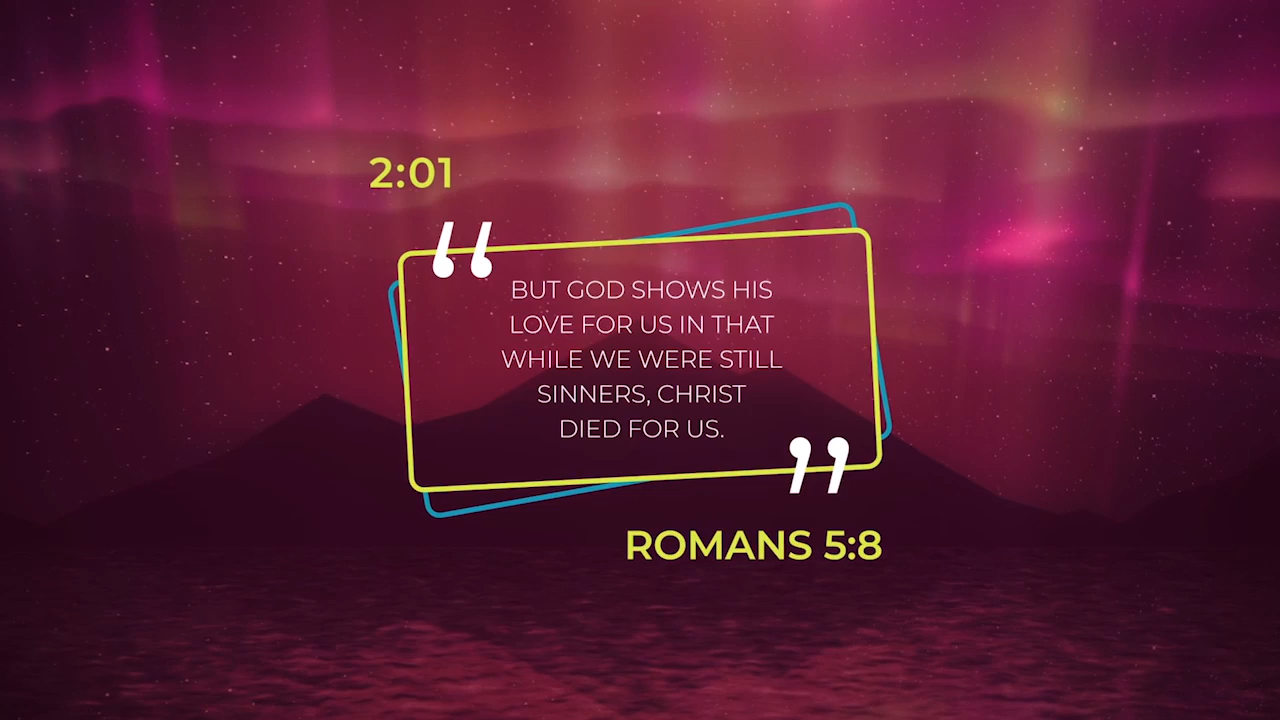 2:01
“
BUT GOD SHOWS HIS
LOVE FOR US IN THAT
WHILE WE WERE STILL
SINNERS, CHRIST
DIED FOR US.
”
ROMANS 5:8